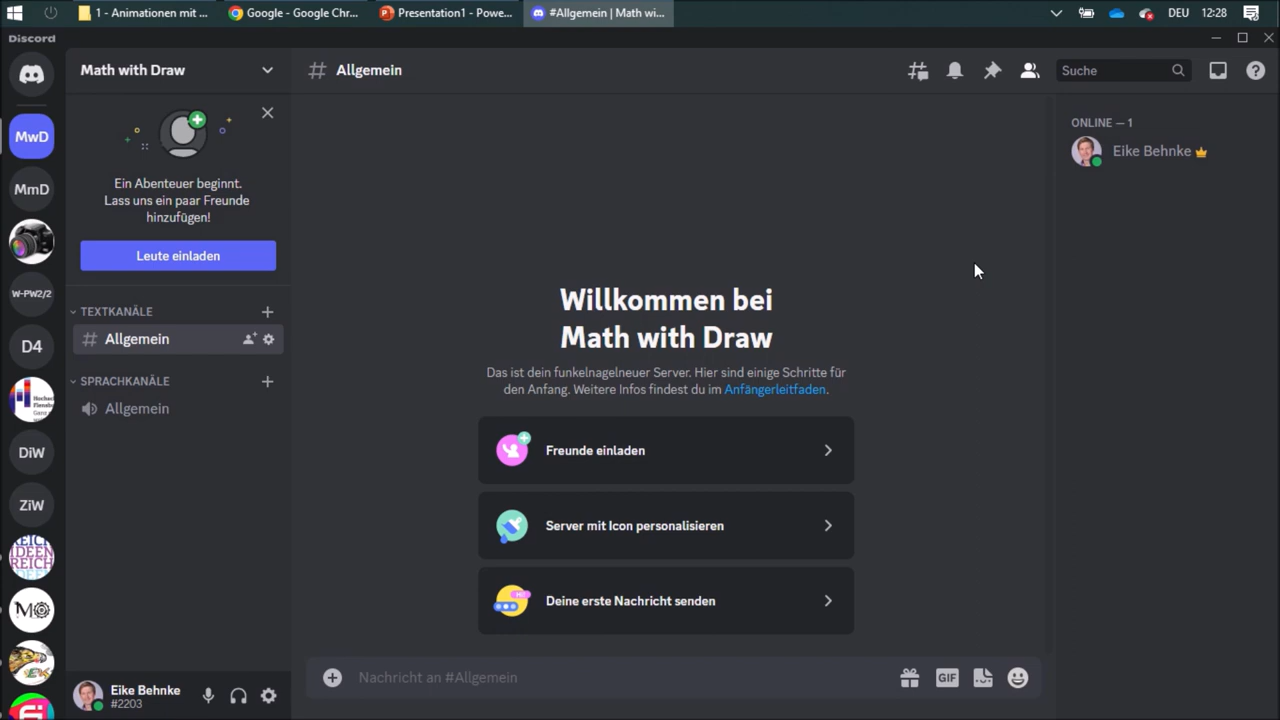 1 - Animationen mit ...
Google - Google Chr...
Presentation1 - Powe...
#Allgemein | Math wi...
DEU
12:28
Discord
Math with Draw
Allgemein
Suche
MwD
MmD
W-PW2/2
D4
DiW
ZiW
Ein Abenteuer beginnt.
Lass uns ein paar Freunde
hinzufügen!
Leute einladen
TEXTKANÄLE
Allgemein
SPRACHKANÄLE
Allgemein
Willkommen bei
Math with Draw
Das ist dein funkelnagelneuer Server. Hier sind einige Schritte für
den Anfang. Weitere Infos findest du im Anfängerleitfaden.
Freunde einladen
Server mit Icon personalisieren
Deine erste Nachricht senden
Nachricht an #Allgemein
GIF
ONLINE — 1
Eike Behnke
Eike Behnke
#2203